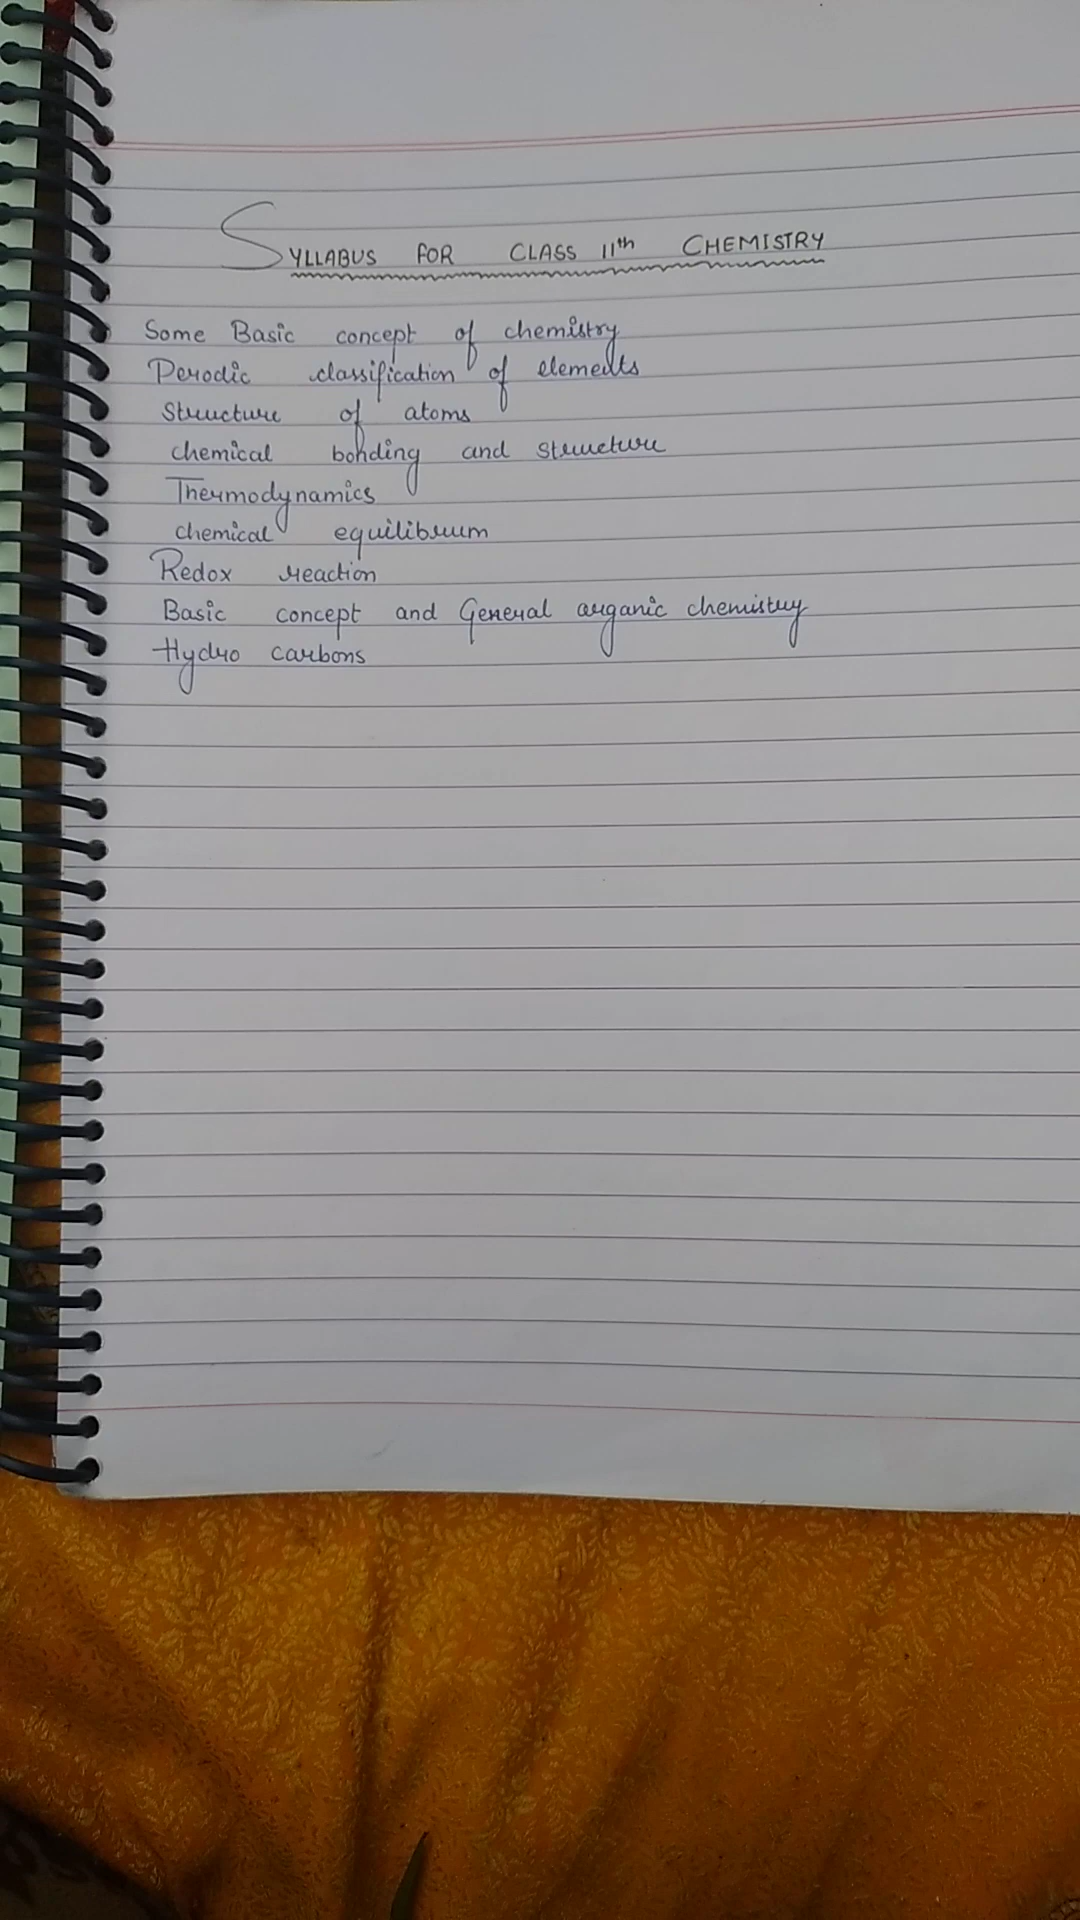 SYLLABUS FOR CLASS 11th CHEMISTRY
Some Basic concept of chemistry
Perodic classification of elements
Structure of atoms
chemical bonding and structure
Thermodynamics
chemical equilibrum
Redox reaction
Basic concept and General organic chemistry
Hydro carbons